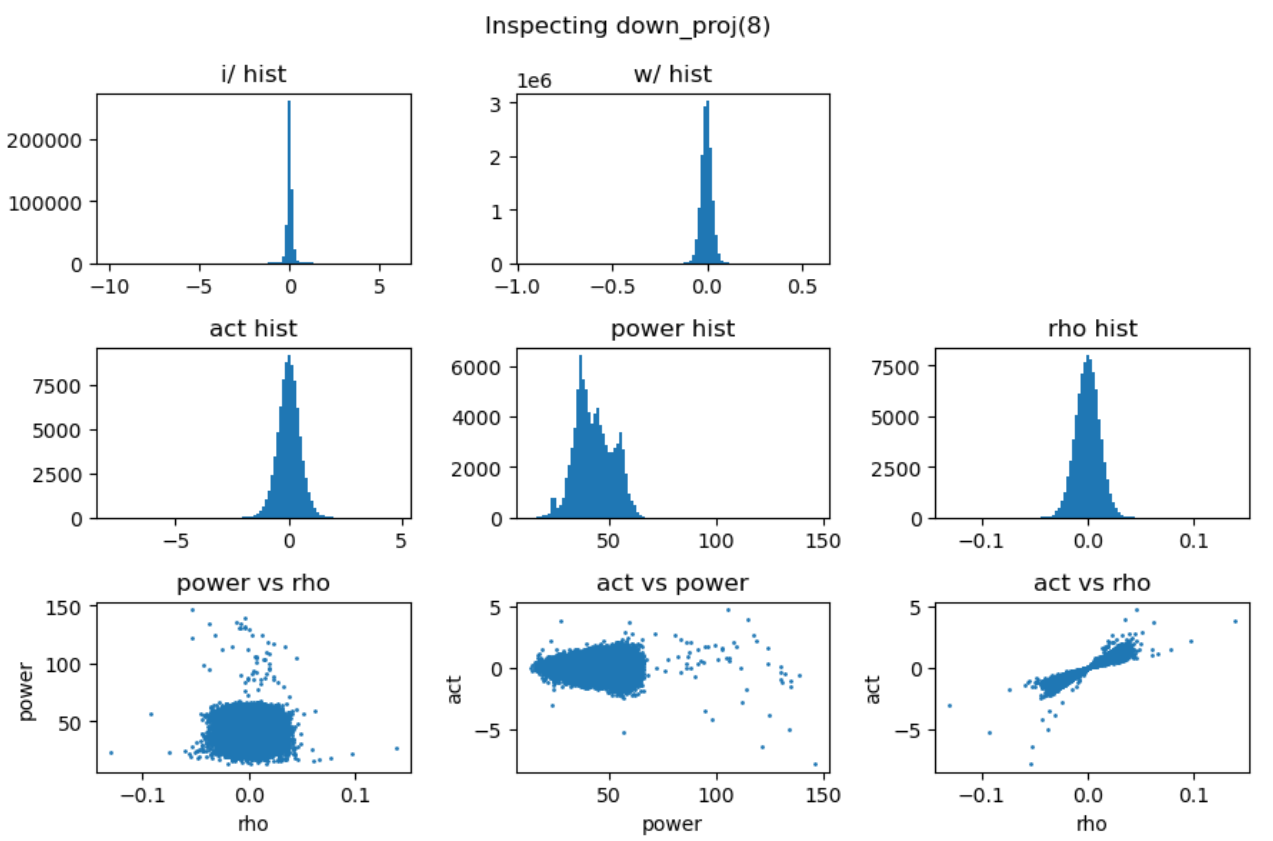 Inspecting down_proj(8)
i/ hist
200000
100000
0
−10 −5 0 5
w/ hist
1e6
3
2
1
0
−1.0 −0.5 0.0 0.5
act hist
7500
5000
2500
0
−5 0 5
power hist
6000
4000
2000
0
50 100 150
rho hist
7500
5000
2500
0
−0.1 0.0 0.1
power vs rho
power
150
100
50
−0.1 0.0 0.1
rho
act vs power
act
5
0
−5
50 100 150
power
act vs rho
act
5
0
−5
−0.1 0.0 0.1
rho